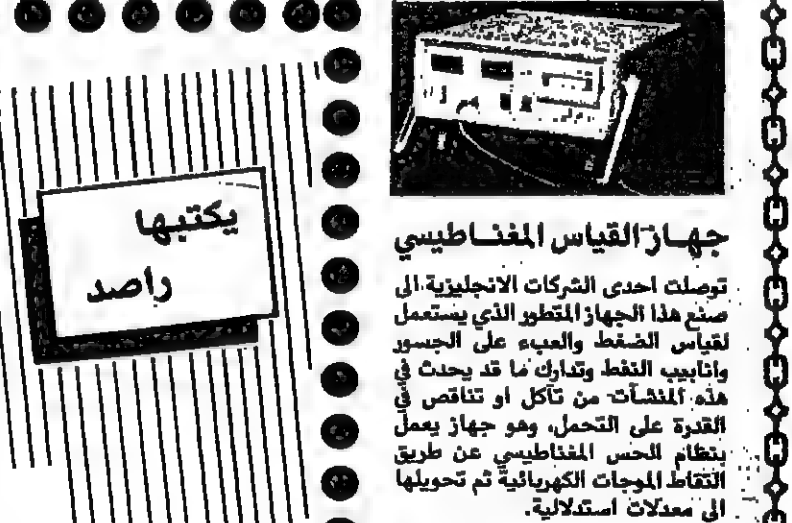 جهاز القياس المغناطيسي
توصلت احدى الشركات الانجليزية الى
صنع هذا الجهاز المتطور الذي يستعمل
لقياس الضغط والعبء على الجسور
وانابيب النفط وتدارك ما قد يحدث في
هذه المنشآت من تآكل او تناقص في
القدرة على التحمل، وهو جهاز يعمل
بنظام الحس المغناطيسي عن طريق
التقاط الموجات الكهربائية ثم تحويلها
الى معدلات استدلالية.
يكتبها
راصد